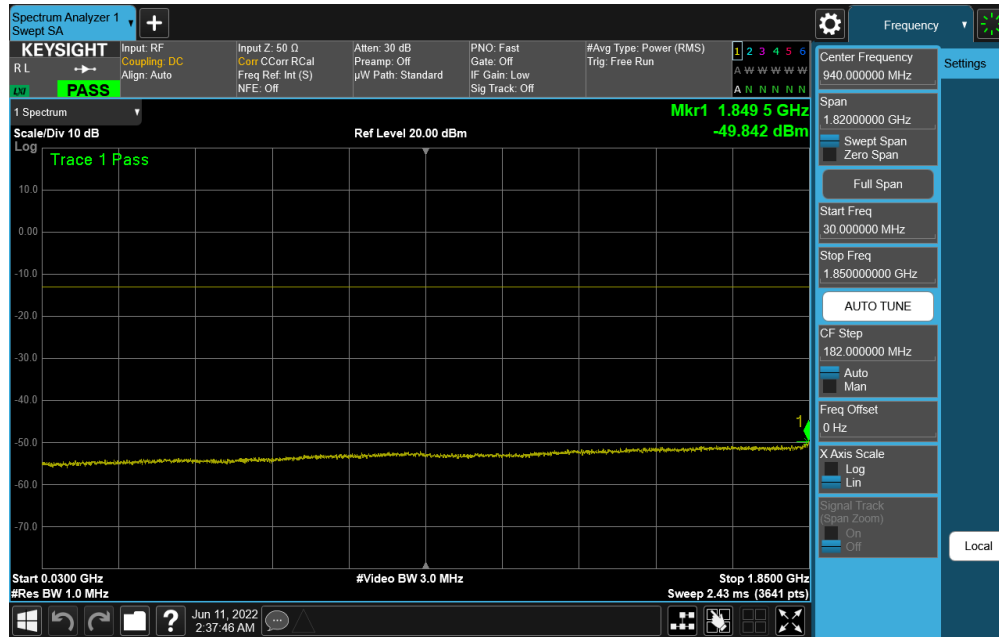 Spectrum Analyzer 1
Swept SA
Frequency
KEYSIGHT
R L
LXI
PASS
Input: RF
Coupling: DC
Align: Auto
Input Z: 50 Ω
Corr CCorr RCal
Freq Ref: Int (S)
NFE: Off
Atten: 30 dB
Preamp: Off
µW Path: Standard
PNO: Fast
Gate: Off
IF Gain: Low
Sig Track: Off
#Avg Type: Power (RMS)
Trig: Free Run
1 2 3 4 5 6
A W W W W W
A N N N N N
1 Spectrum
Mkr1 1.849 5 GHz
Scale/Div 10 dB
Ref Level 20.00 dBm
-49.842 dBm
Log
Trace 1 Pass
10.0
0.00
-10.0
-20.0
-30.0
-40.0
1
-50.0
-60.0
-70.0
Start 0.0300 GHz
#Video BW 3.0 MHz
Stop 1.8500 GHz
#Res BW 1.0 MHz
Sweep 2.43 ms (3641 pts)
Jun 11, 2022
2:37:46 AM
Center Frequency
940.000000 MHz
Settings
Span
1.82000000 GHz
Swept Span
Zero Span
Full Span
Start Freq
30.000000 MHz
Stop Freq
1.850000000 GHz
AUTO TUNE
CF Step
182.000000 MHz
Auto
Man
Freq Offset
0 Hz
X Axis Scale
Log
Lin
Signal Track
(Span Zoom)
On
Off
Local